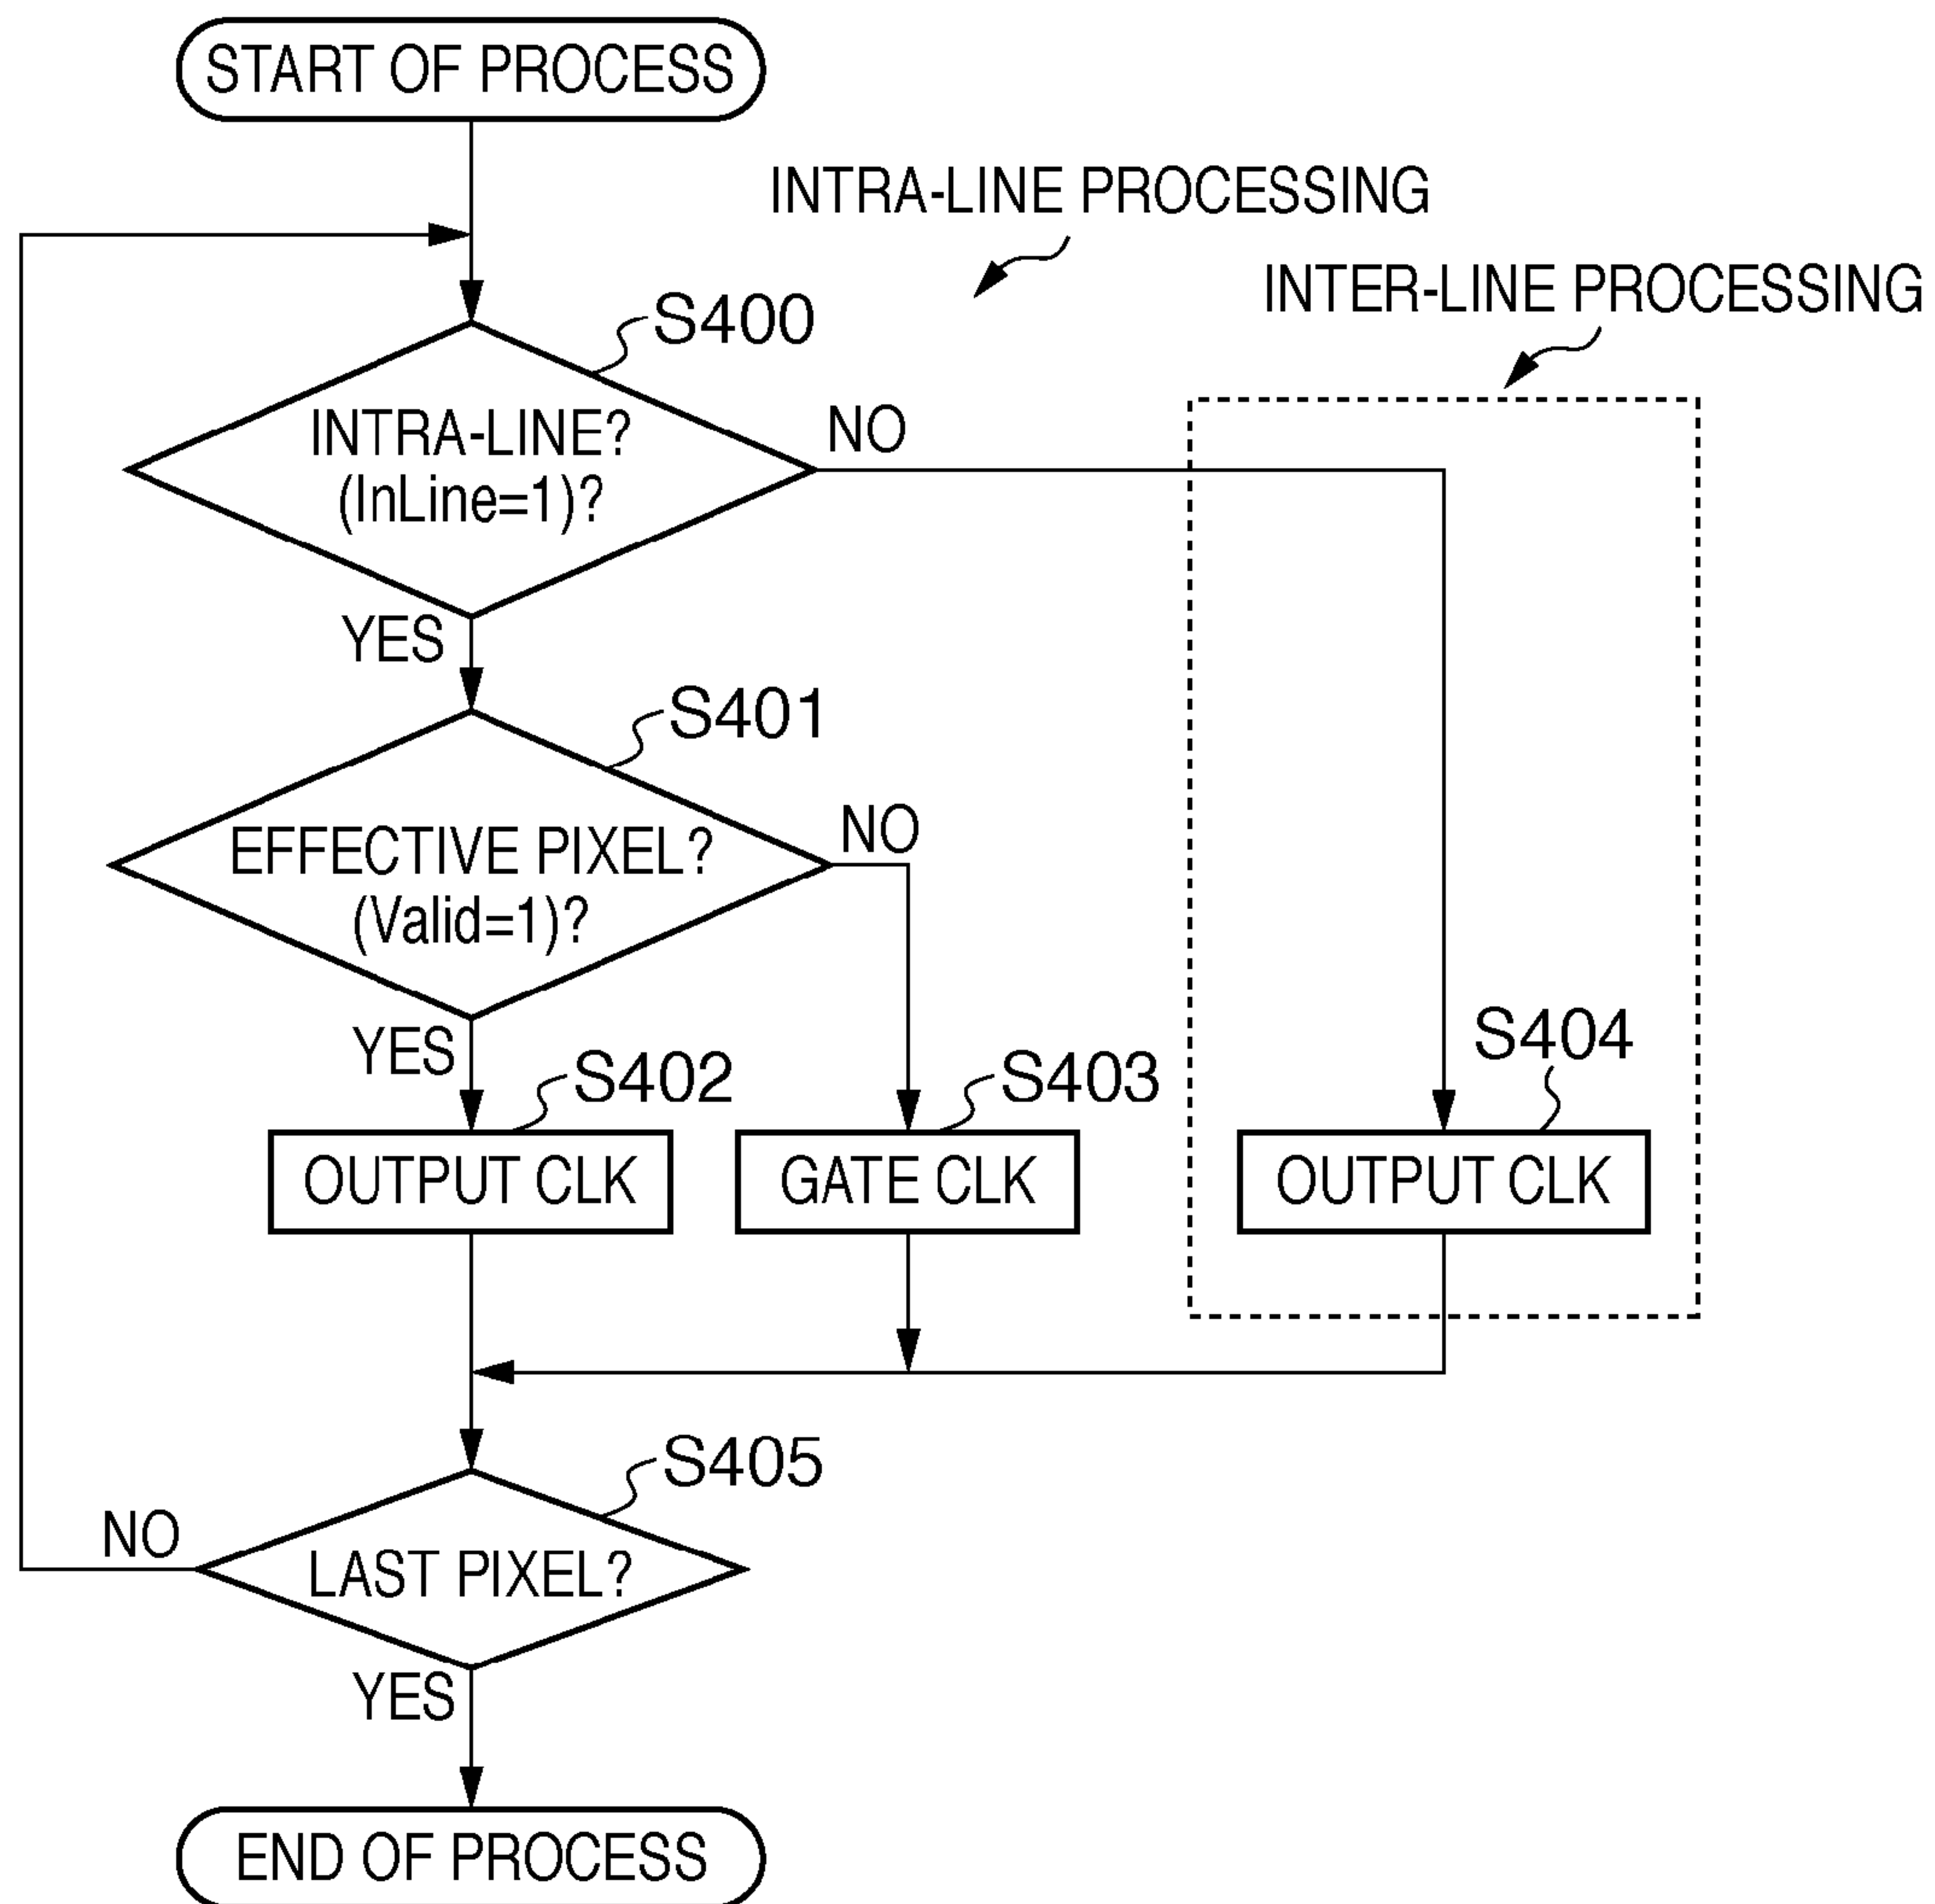 START OF PROCESS
INTRA-LINE PROCESSING
INTER-LINE PROCESSING
S400
INTRA-LINE?
(InLine=1)?
NO
YES
S401
EFFECTIVE PIXEL?
(Valid=1)?
NO
YES
S402
S403
S404
OUTPUT CLK
GATE CLK
OUTPUT CLK
S405
NO
LAST PIXEL?
YES
END OF PROCESS